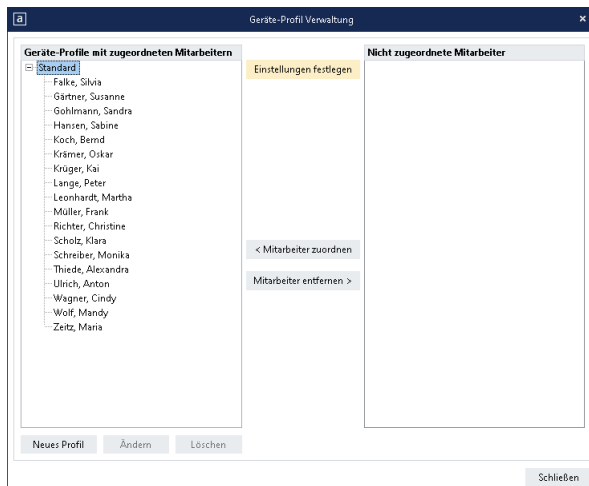 a Geräte-Profil Verwaltung ×
Geräte-Profile mit zugeordneten Mitarbeitern
Standard
Falke, Silvia
Gärtner, Susanne
Gohlmann, Sandra
Hansen, Sabine
Koch, Bernd
Krämer, Oskar
Krüger, Kai
Lange, Peter
Leonhardt, Martha
Müller, Frank
Richter, Christine
Scholz, Klara
Schreiber, Monika
Thiede, Alexandra
Ulrich, Anton
Wagner, Cindy
Wolf, Mandy
Zeitz, Maria
Einstellungen festlegen
< Mitarbeiter zuordnen
Mitarbeiter entfernen >
Nicht zugeordnete Mitarbeiter
Neues Profil
Ändern
Löschen
Schließen